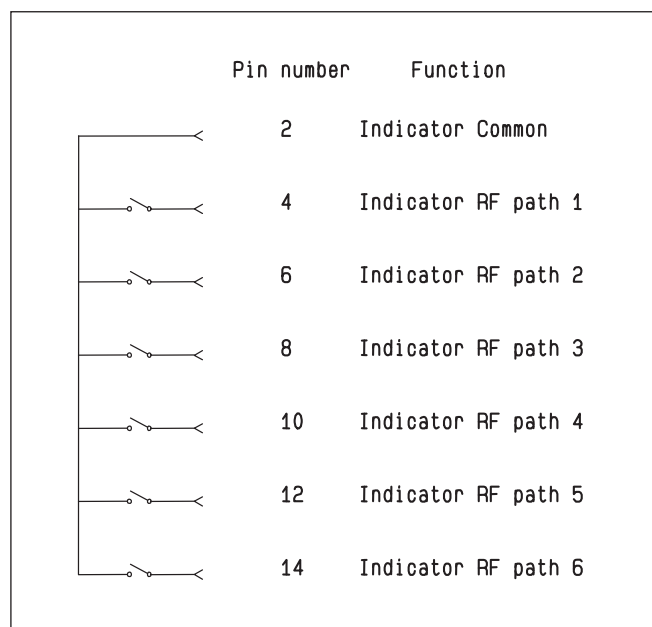 Pin number Function
2 Indicator Common
4 Indicator RF path 1
6 Indicator RF path 2
8 Indicator RF path 3
10 Indicator RF path 4
12 Indicator RF path 5
14 Indicator RF path 6